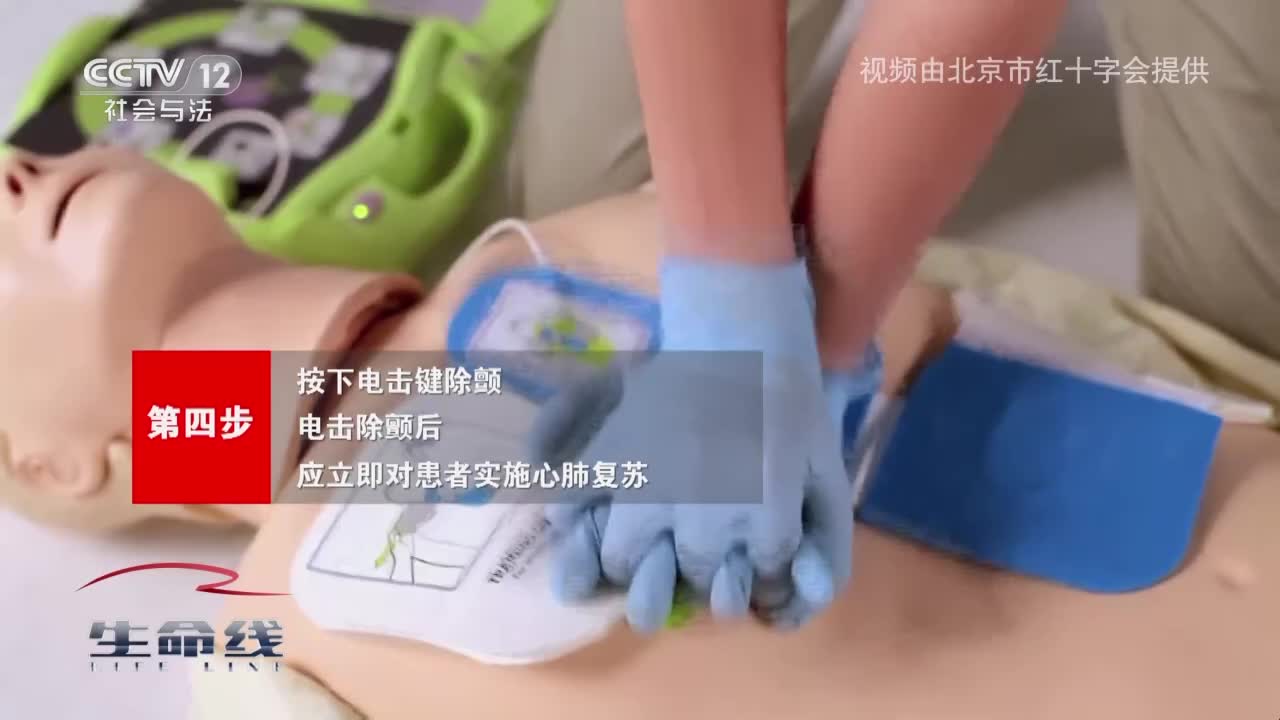 CCTV 12
社会与法
视频由北京市红十字会提供
第四步
按下电击键除颤
电击除颤后
应立即对患者实施心肺复苏
生命线
LIFE LINE